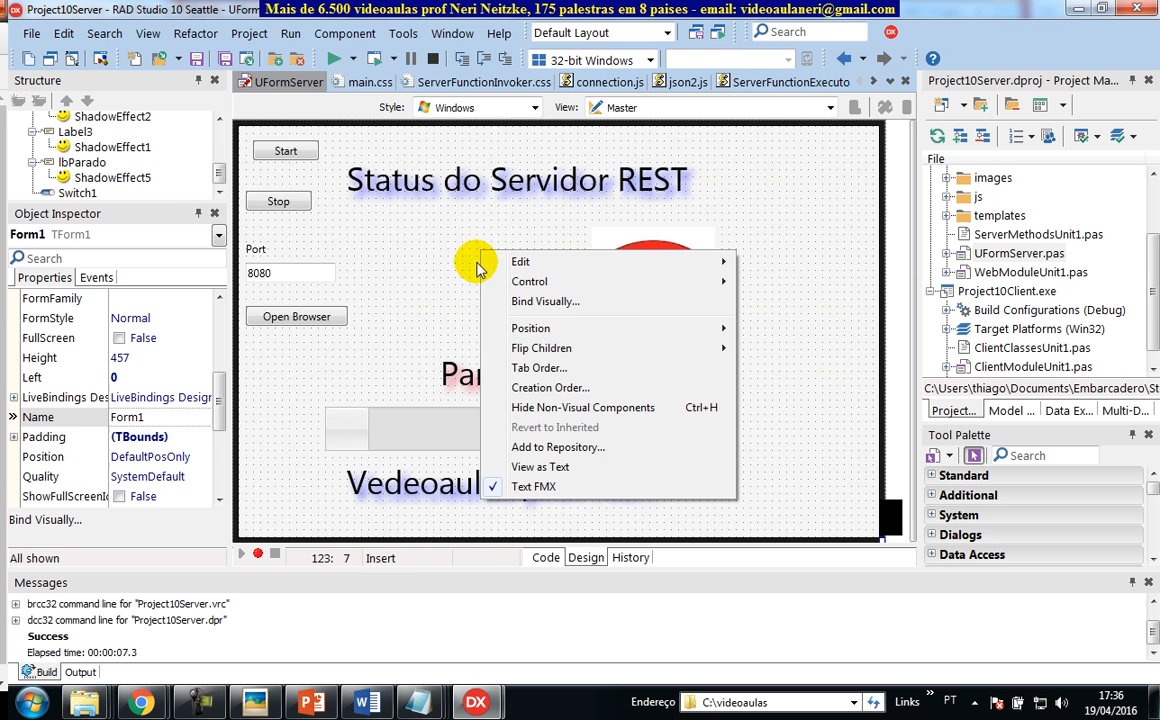 Project10Server - RAD Studio 10 Seattle - UForm
Mais de 6.500 videoaulas prof Neri Neitzke, 175 palestras em 8 paises - email: videoaulaneri@gmail.com
File Edit Search View Refactor Project Run Component Tools Window Help
Default Layout
Search
32-bit Windows
Structure
ShadowEffect2
Label3
ShadowEffect1
lbParado
ShadowEffect5
Switch1
UFormServer main.css ServerFunctionInvoker.css connection.js json2.js ServerFunctionExecuto
Style: Windows View: Master
Object Inspector
Form1 TForm1
Search
Properties Events
FormFamily
FormStyle Normal
FullScreen False
Height 457
Left 0
LiveBindings Des LiveBindings Design
Name Form1
Padding (TBounds)
Position DefaultPosOnly
Quality SystemDefault
ShowFullScreenI False
Bind Visually...
All shown
Start
Stop
Port
8080
Open Browser
Status do Servidor REST
Vedeoaul
Edit
Control
Bind Visually...
Position
Flip Children
Tab Order...
Creation Order...
Hide Non-Visual Components Ctrl+H
Revert to Inherited
Add to Repository...
View as Text
Text FMX
123: 7 Insert
Code Design History
Project10Server.dproj - Project Ma...
File
images
js
templates
ServerMethodsUnit1.pas
UFormServer.pas
WebModuleUnit1.pas
Project10Client.exe
Build Configurations (Debug)
Target Platforms (Win32)
ClientClassesUnit1.pas
ClientModuleUnit1.pas
C:\Users\thiago\Documents\Embarcadero\St
Project... Model ... Data Ex... Multi-D...
Tool Palette
Search
Standard
Additional
System
Dialogs
Data Access
Messages
brcc32 command line for "Project10Server.vrc"
dcc32 command line for "Project10Server.dpr"
Success
Elapsed time: 00:00:07.3
Build Output
Endereço C:\videoaulas Links » PT
17:36
19/04/2016